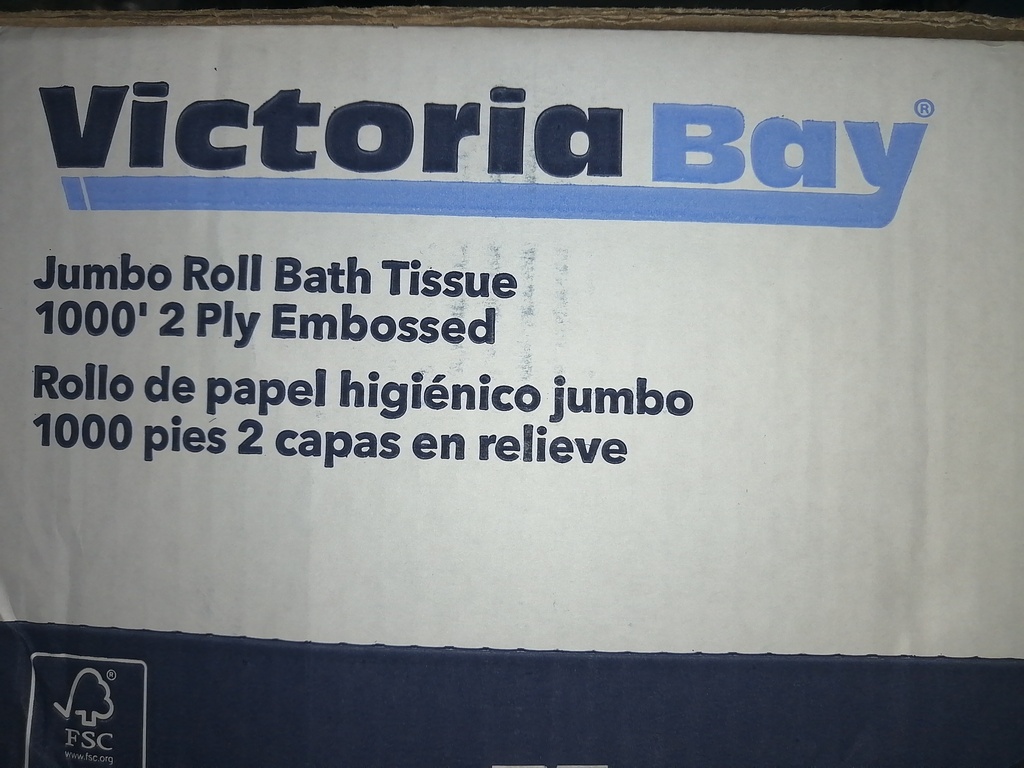 Victoria Bay®
Jumbo Roll Bath Tissue
1000' 2 Ply Embossed
Rollo de papel higiénico jumbo
1000 pies 2 capas en relieve
®
FSC
www.fsc.org